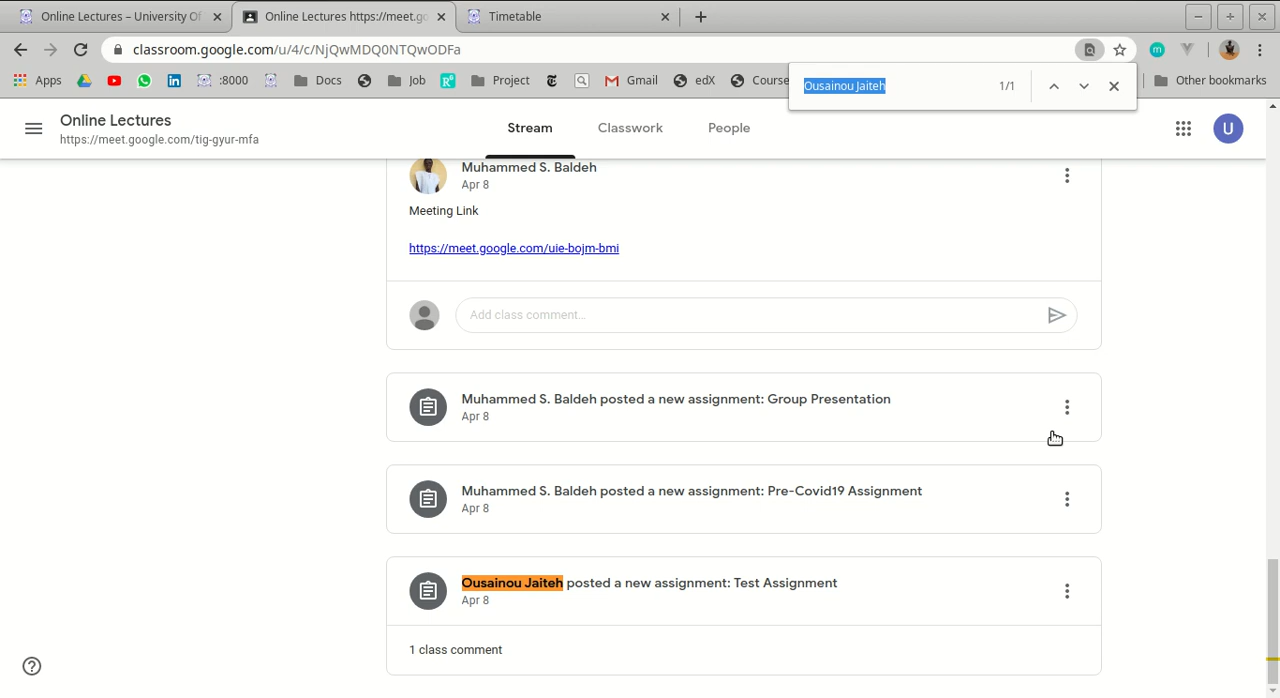 Online Lectures – University Of
Online Lectures https://meet.go
Timetable
classroom.google.com/u/4/c/NjQwMDQ0NTQwODFa
Apps
:8000
Docs
Job
Project
Gmail
edX
Course
Other bookmarks
Ousainou Jaiteh
1/1
Online Lectures
https://meet.google.com/tig-gyur-mfa
Stream
Classwork
People
U
Muhammed S. Baldeh
Apr 8
Meeting Link
https://meet.google.com/uie-bojm-bmi
Add class comment...
Muhammed S. Baldeh posted a new assignment: Group Presentation
Apr 8
Muhammed S. Baldeh posted a new assignment: Pre-Covid19 Assignment
Apr 8
Ousainou Jaiteh posted a new assignment: Test Assignment
Apr 8
1 class comment